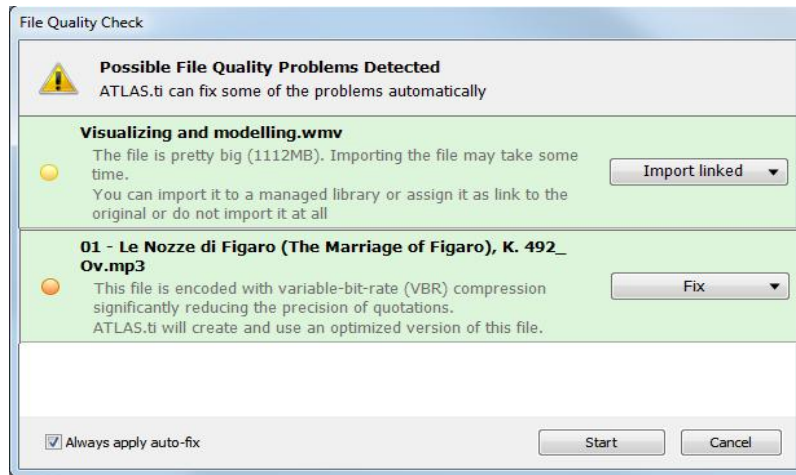 File Quality Check
Possible File Quality Problems Detected
ATLAS.ti can fix some of the problems automatically
Visualizing and modelling.wmv
The file is pretty big (1112MB). Importing the file may take some
time.
You can import it to a managed library or assign it as link to the
original or do not import it at all
Import linked
01 - Le Nozze di Figaro (The Marriage of Figaro), K. 492_
Ov.mp3
This file is encoded with variable-bit-rate (VBR) compression
significantly reducing the precision of quotations.
ATLAS.ti will create and use an optimized version of this file.
Fix
Always apply auto-fix
Start
Cancel